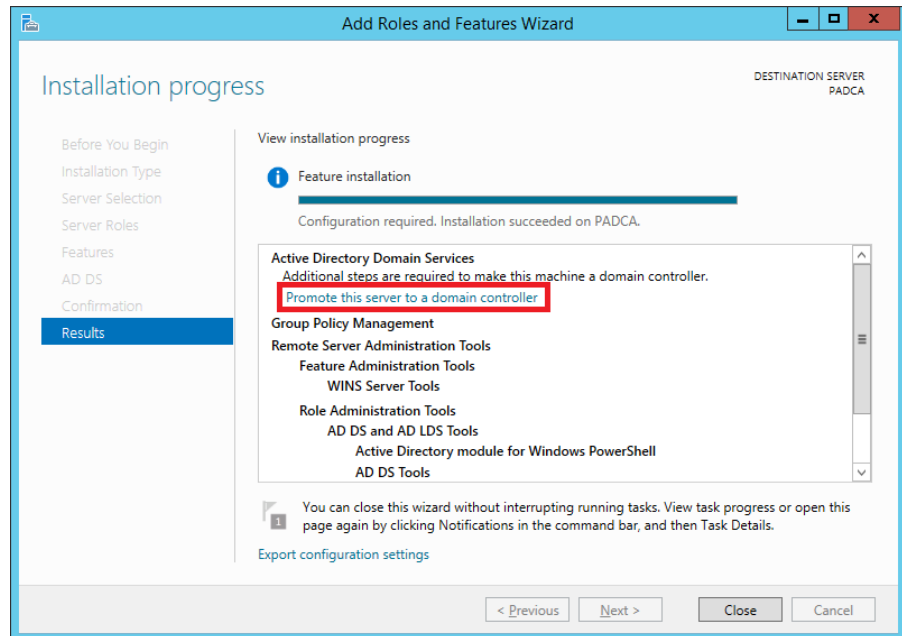 Add Roles and Features Wizard
Installation progress
DESTINATION SERVER
PADCA
Before You Begin
Installation Type
Server Selection
Server Roles
Features
AD DS
Confirmation
Results
View installation progress
Feature installation
Configuration required. Installation succeeded on PADCA.
Active Directory Domain Services
Additional steps are required to make this machine a domain controller.
Promote this server to a domain controller
Group Policy Management
Remote Server Administration Tools
Feature Administration Tools
WINS Server Tools
Role Administration Tools
AD DS and AD LDS Tools
Active Directory module for Windows PowerShell
AD DS Tools
1
You can close this wizard without interrupting running tasks. View task progress or open this
page again by clicking Notifications in the command bar, and then Task Details.
Export configuration settings
< Previous
Next >
Close
Cancel